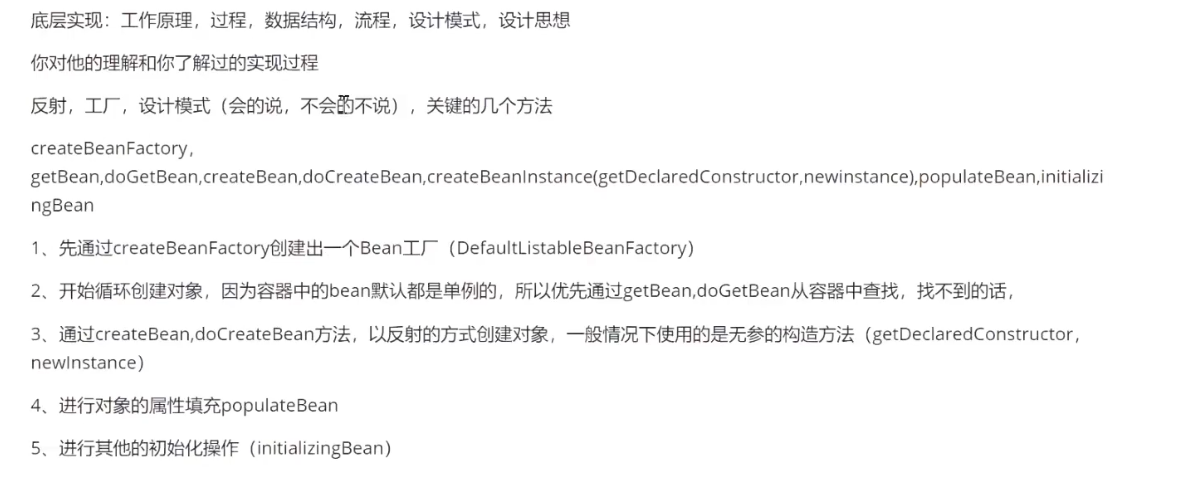 底层实现：工作原理，过程，数据结构，流程，设计模式，设计思想
你对他的理解和你了解过的实现过程
反射，工厂，设计模式（会的说，不会的不说），关键的几个方法
createBeanFactory，
getBean,doGetBean,createBean,doCreateBean,createBeanInstance(getDeclaredConstructor,newinstance),populateBean,initializi
ngBean
1、先通过createBeanFactory创建出一个Bean工厂（DefaultListableBeanFactory）
2、开始循环创建对象，因为容器中的bean默认都是单例的，所以优先通过getBean,doGetBean从容器中查找，找不到的话，
3、通过createBean,doCreateBean方法，以反射的方式创建对象，一般情况下使用的是无参的构造方法（getDeclaredConstructor，
newInstance）
4、进行对象的属性填充populateBean
5、进行其他的初始化操作（initializingBean）